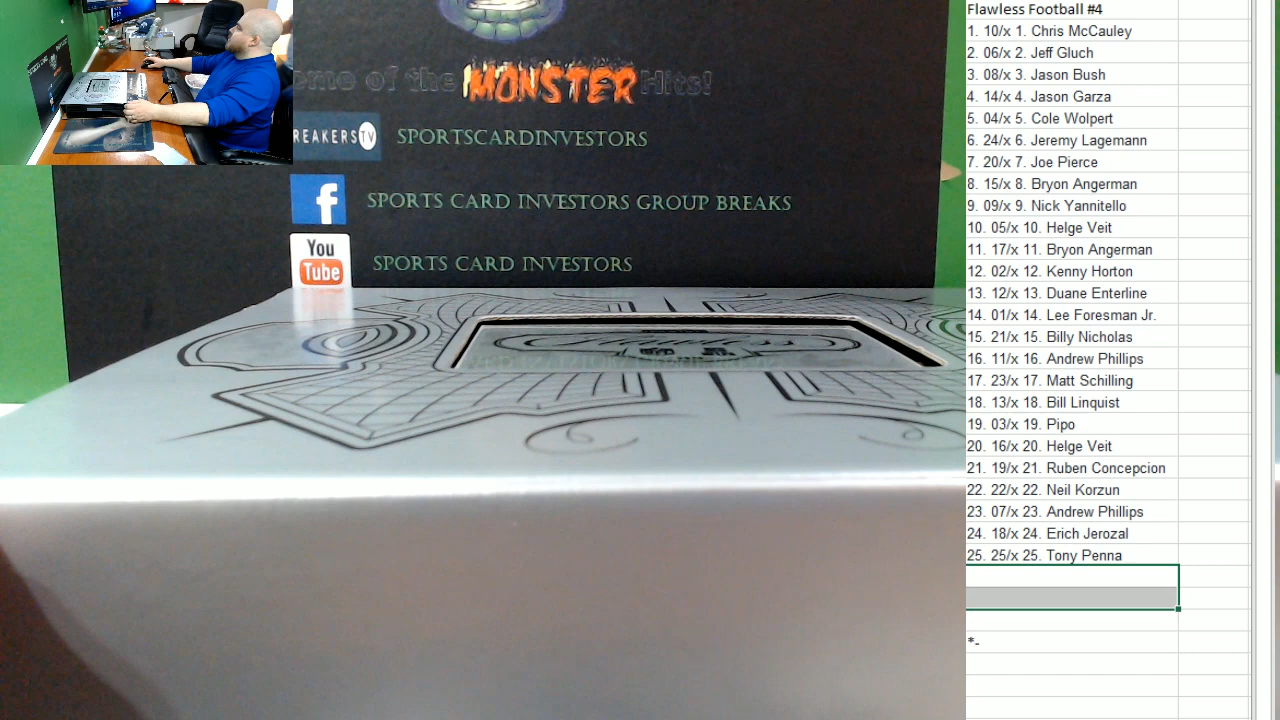 ome of the MONSTER Hits!
REAKERSTV SPORTSCARDINVESTORS
f SPORTS CARD INVESTORS GROUP BREAKS
You
Tube SPORTS CARD INVESTORS
Flawless
Flawless Football #4
1. 10/x 1. Chris McCauley
2. 06/x 2. Jeff Gluch
3. 08/x 3. Jason Bush
4. 14/x 4. Jason Garza
5. 04/x 5. Cole Wolpert
6. 24/x 6. Jeremy Lagemann
7. 20/x 7. Joe Pierce
8. 15/x 8. Bryon Angerman
9. 09/x 9. Nick Yannitello
10. 05/x 10. Helge Veit
11. 17/x 11. Bryon Angerman
12. 02/x 12. Kenny Horton
13. 12/x 13. Duane Enterline
14. 01/x 14. Lee Foresman Jr.
15. 21/x 15. Billy Nicholas
16. 11/x 16. Andrew Phillips
17. 23/x 17. Matt Schilling
18. 13/x 18. Bill Linquist
19. 03/x 19. Pipo
20. 16/x 20. Helge Veit
21. 19/x 21. Ruben Concepcion
22. 22/x 22. Neil Korzun
23. 07/x 23. Andrew Phillips
24. 18/x 24. Erich Jerozal
25. 25/x 25. Tony Penna
*-